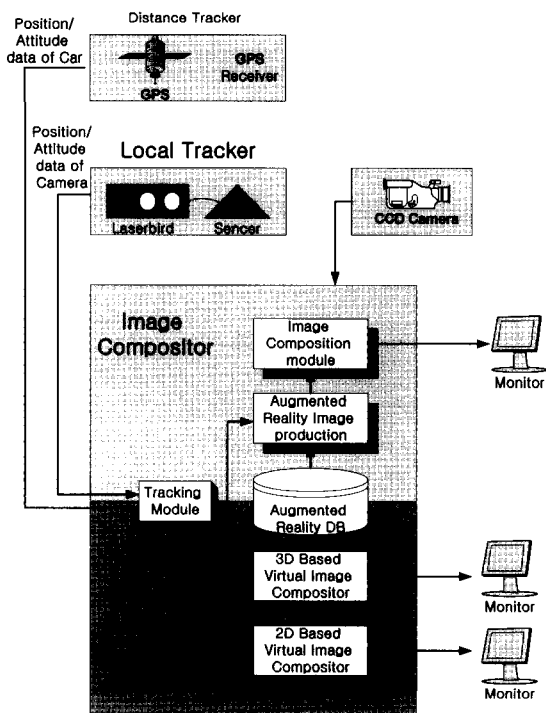 Position/
Attitude
data of Car
Distance Tracker
GPS
Receiver
GPS
Position/
Attitude
data of
Camera
Local Tracker
Laserbird
Sencer
CCD Camera
Image
Compositor
Image
Composition
module
Monitor
Augmented
Reality Image
production
Tracking
Module
Augmented
Reality DB
3D Based
Virtual Image
Compositor
Monitor
2D Based
Virtual Image
Compositor
Monitor